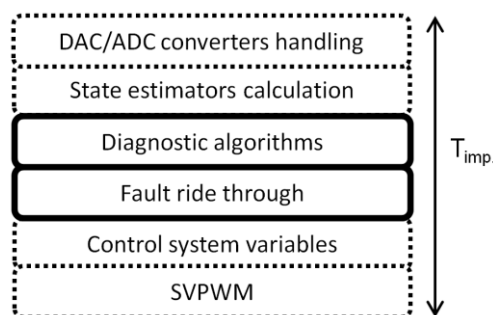 DAC/ADC converters handling
State estimators calculation
Diagnostic algorithms
T_imp.
Fault ride through
Control system variables
SVPWM